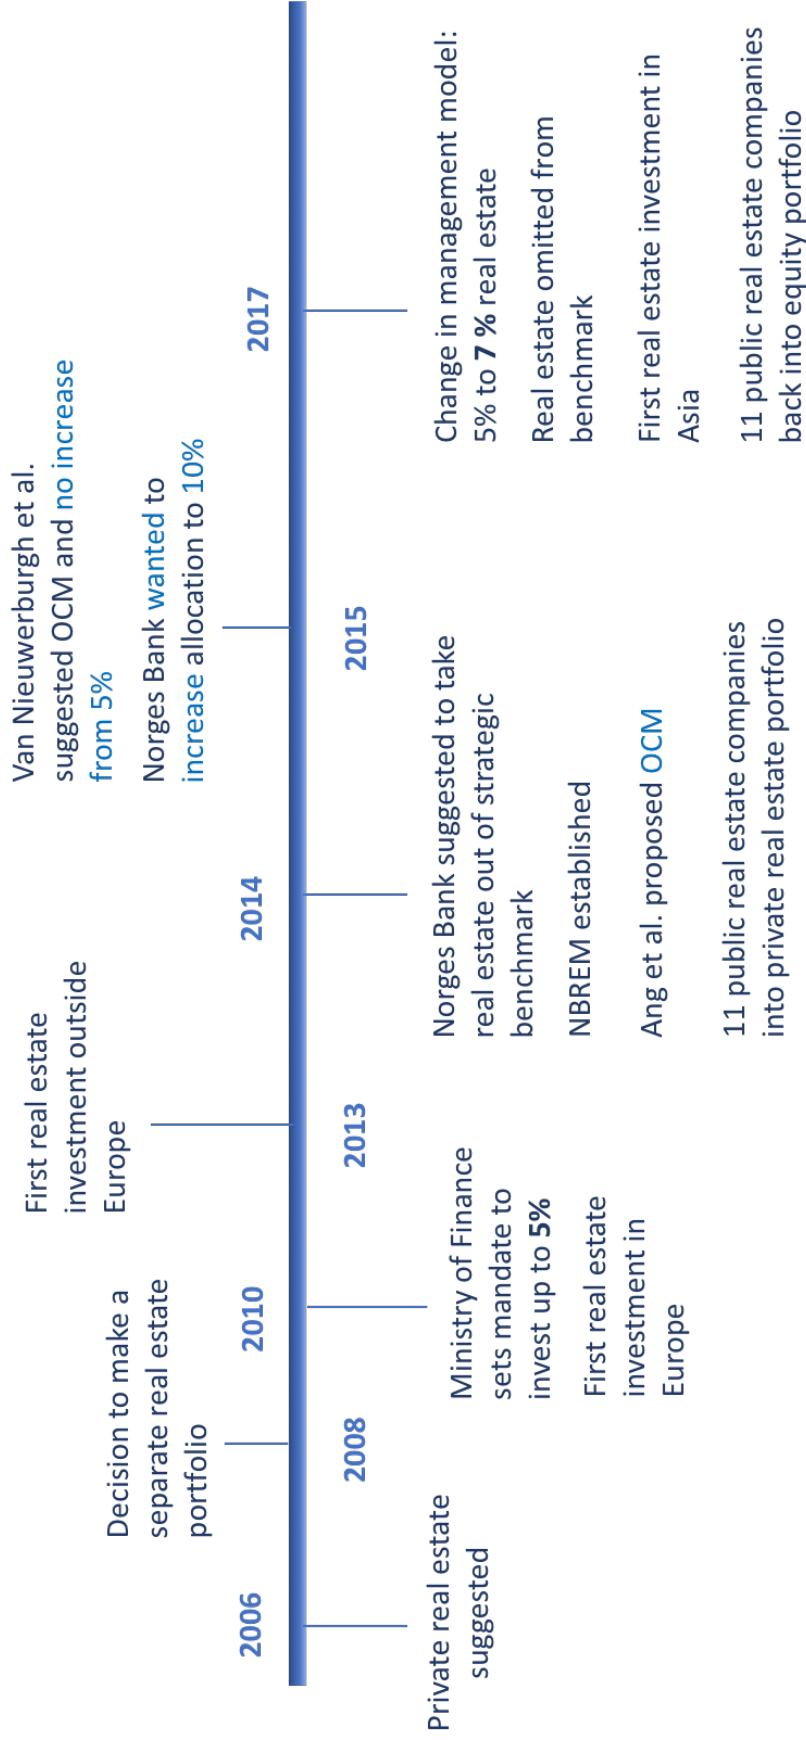 2006
Private real estate
suggested
Decision to make a
separate real estate
portfolio
2008
2010
Ministry of Finance
sets mandate to
invest up to 5%
First real estate
investment in
Europe
First real estate
investment outside
Europe
2013
2014
Norges Bank suggested to take
real estate out of strategic
benchmark
NBREM established
Ang et al. proposed OCM
11 public real estate companies
into private real estate portfolio
Van Nieuwerburgh et al.
suggested OCM and no increase
from 5%
Norges Bank wanted to
increase allocation to 10%
2015
2017
Change in management model:
5% to 7 % real estate
Real estate omitted from
benchmark
First real estate investment in
Asia
11 public real estate companies
back into equity portfolio